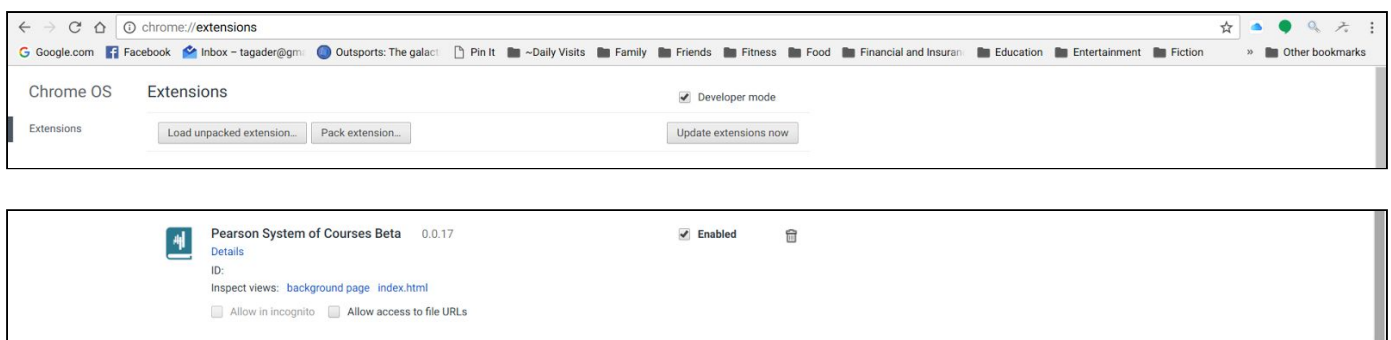 chrome://extensions
Google.com Facebook Inbox – tagader@gm Outsports: The galact Pin It ~Daily Visits Family Friends Fitness Food Financial and Insuran Education Entertainment Fiction » Other bookmarks
Chrome OS Extensions Developer mode
Extensions Load unpacked extension... Pack extension... Update extensions now
Pearson System of Courses Beta 0.0.17 Enabled
Details
ID:
Inspect views: background page index.html
Allow in incognito Allow access to file URLs